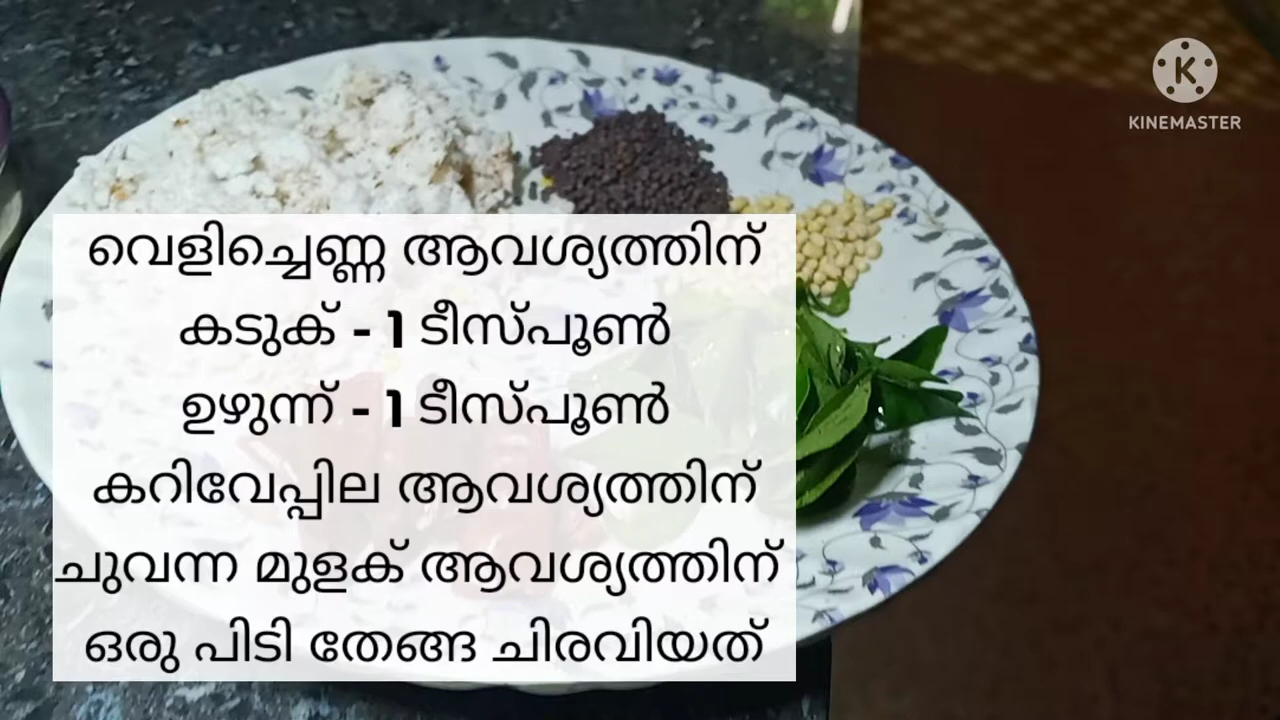 KINEMASTER
വെളിച്ചെണ്ണ ആവശ്യത്തിന്
കടുക് - 1 ടീസ്പൂൺ
ഉഴുന്ന് - 1 ടീസ്പൂൺ
കറിവേപ്പില ആവശ്യത്തിന്
ചുവന്ന മുളക് ആവശ്യത്തിന്
ഒരു പിടി തേങ്ങ ചിരവിയത്